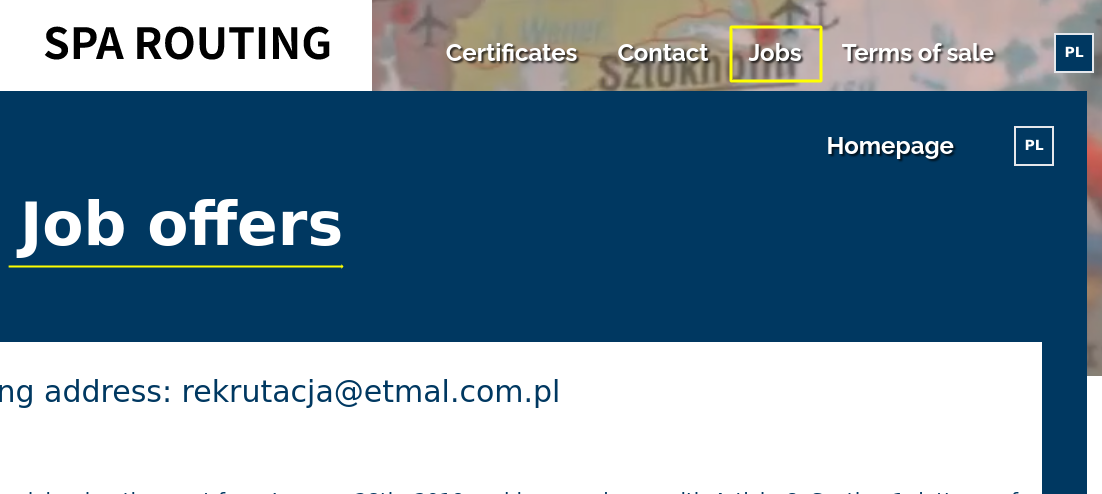 SPA ROUTING
Certificates Contact Jobs Terms of sale PL
Wener
Sztokholm
Homepage PL
Job offers
ng address: rekrutacja@etmal.com.pl